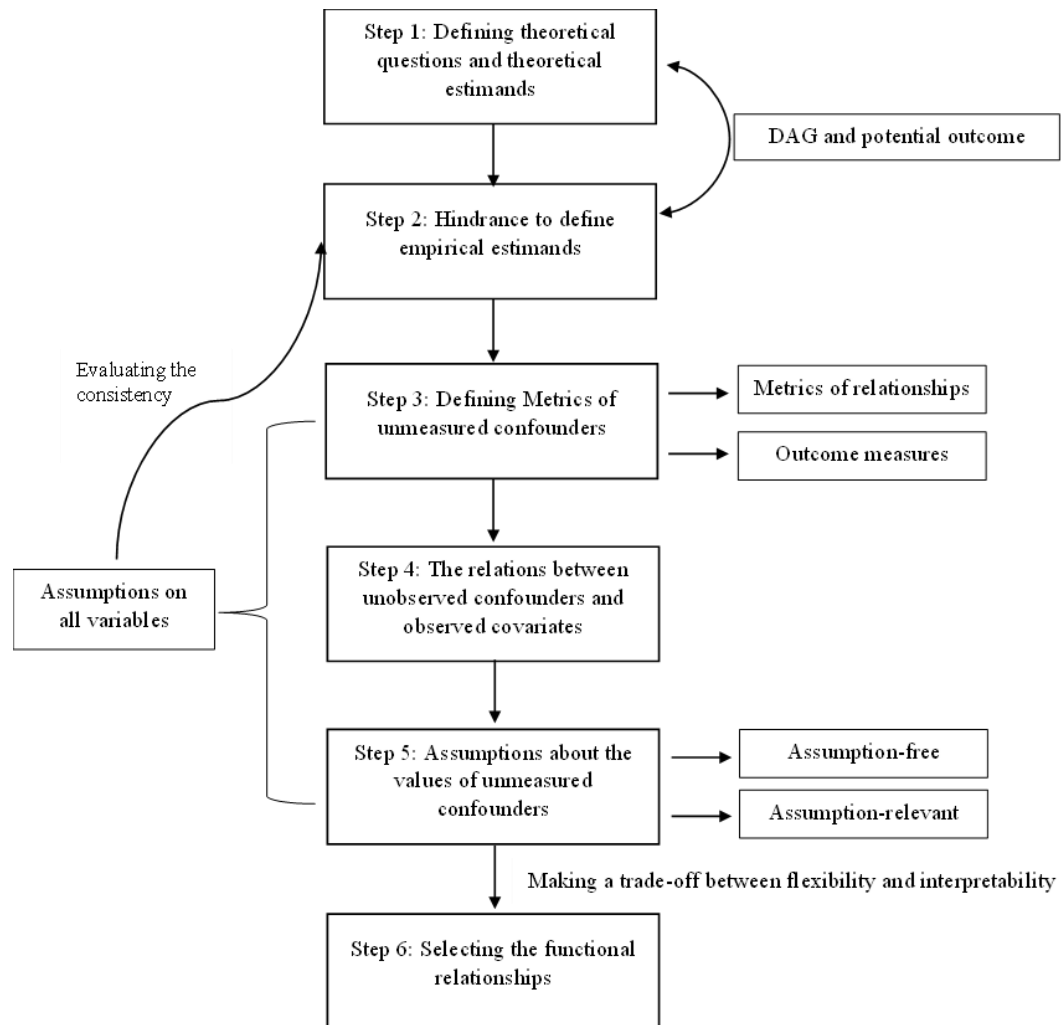 Step 1: Defining theoretical
questions and theoretical
estimands
DAG and potential outcome
Step 2: Hindrance to define
empirical estimands
Evaluating the
consistency
Step 3: Defining Metrics of
unmeasured confounders
Metrics of relationships
Outcome measures
Assumptions on
all variables
Step 4: The relations between
unobserved confounders and
observed covariates
Step 5: Assumptions about the
values of unmeasured
confounders
Assumption-free
Assumption-relevant
Making a trade-off between flexibility and interpretability
Step 6: Selecting the functional
relationships